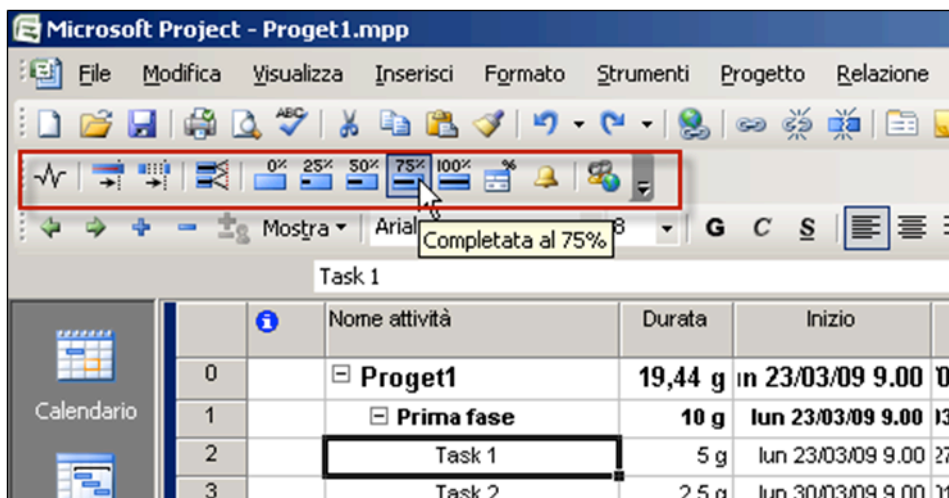 Microsoft Project - Proget1.mpp
File Modifica Visualizza Inserisci Formato Strumenti Progetto Relazione
ABC
0% 25% 50% 75% 100% %
Mostra Arial 8 G C S
Completata al 75%
Task 1
Nome attività Durata Inizio
0 Proget1 19,44 g 23/03/09 9.00
Calendario
1 Prima fase 10 g lun 23/03/09 9.00
2 Task 1 5 g lun 23/03/09 9.00
3 Task 2 2,5 g lun 30/03/09 9.00